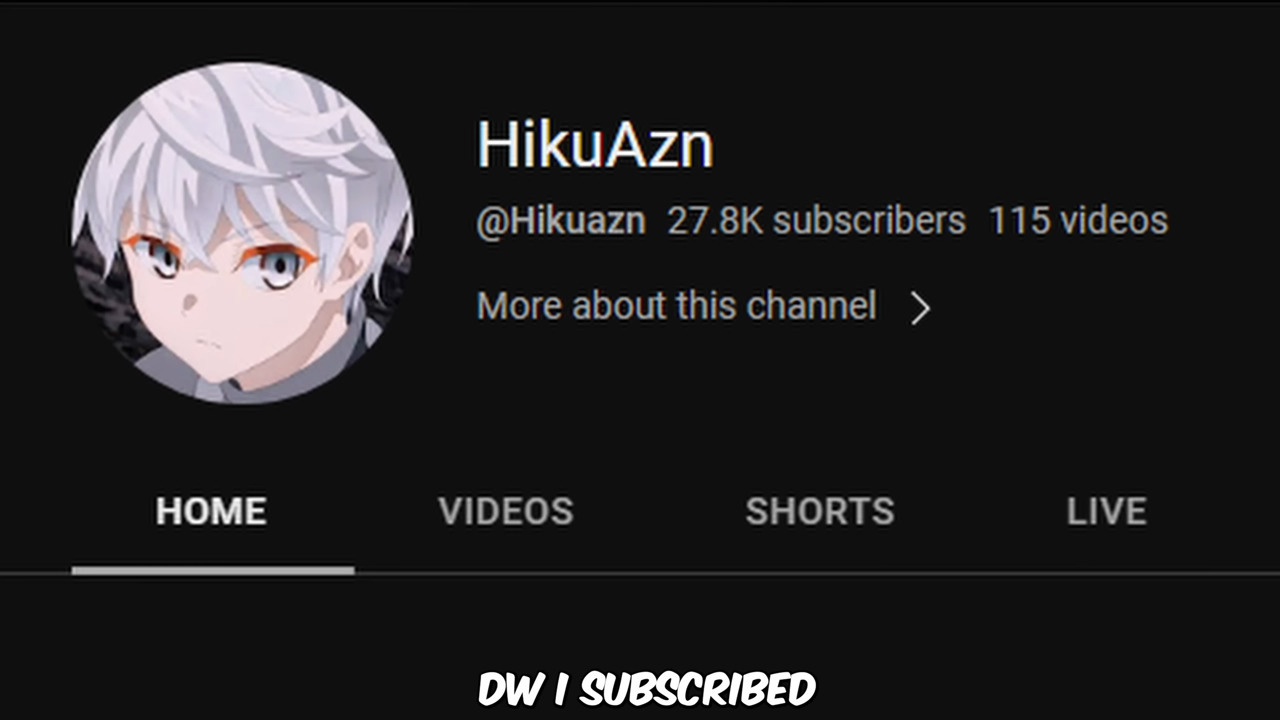 HikuAzn
@Hikuazn 27.8K subscribers 115 videos
More about this channel
HOME VIDEOS SHORTS LIVE
DW I SUBSCRIBED